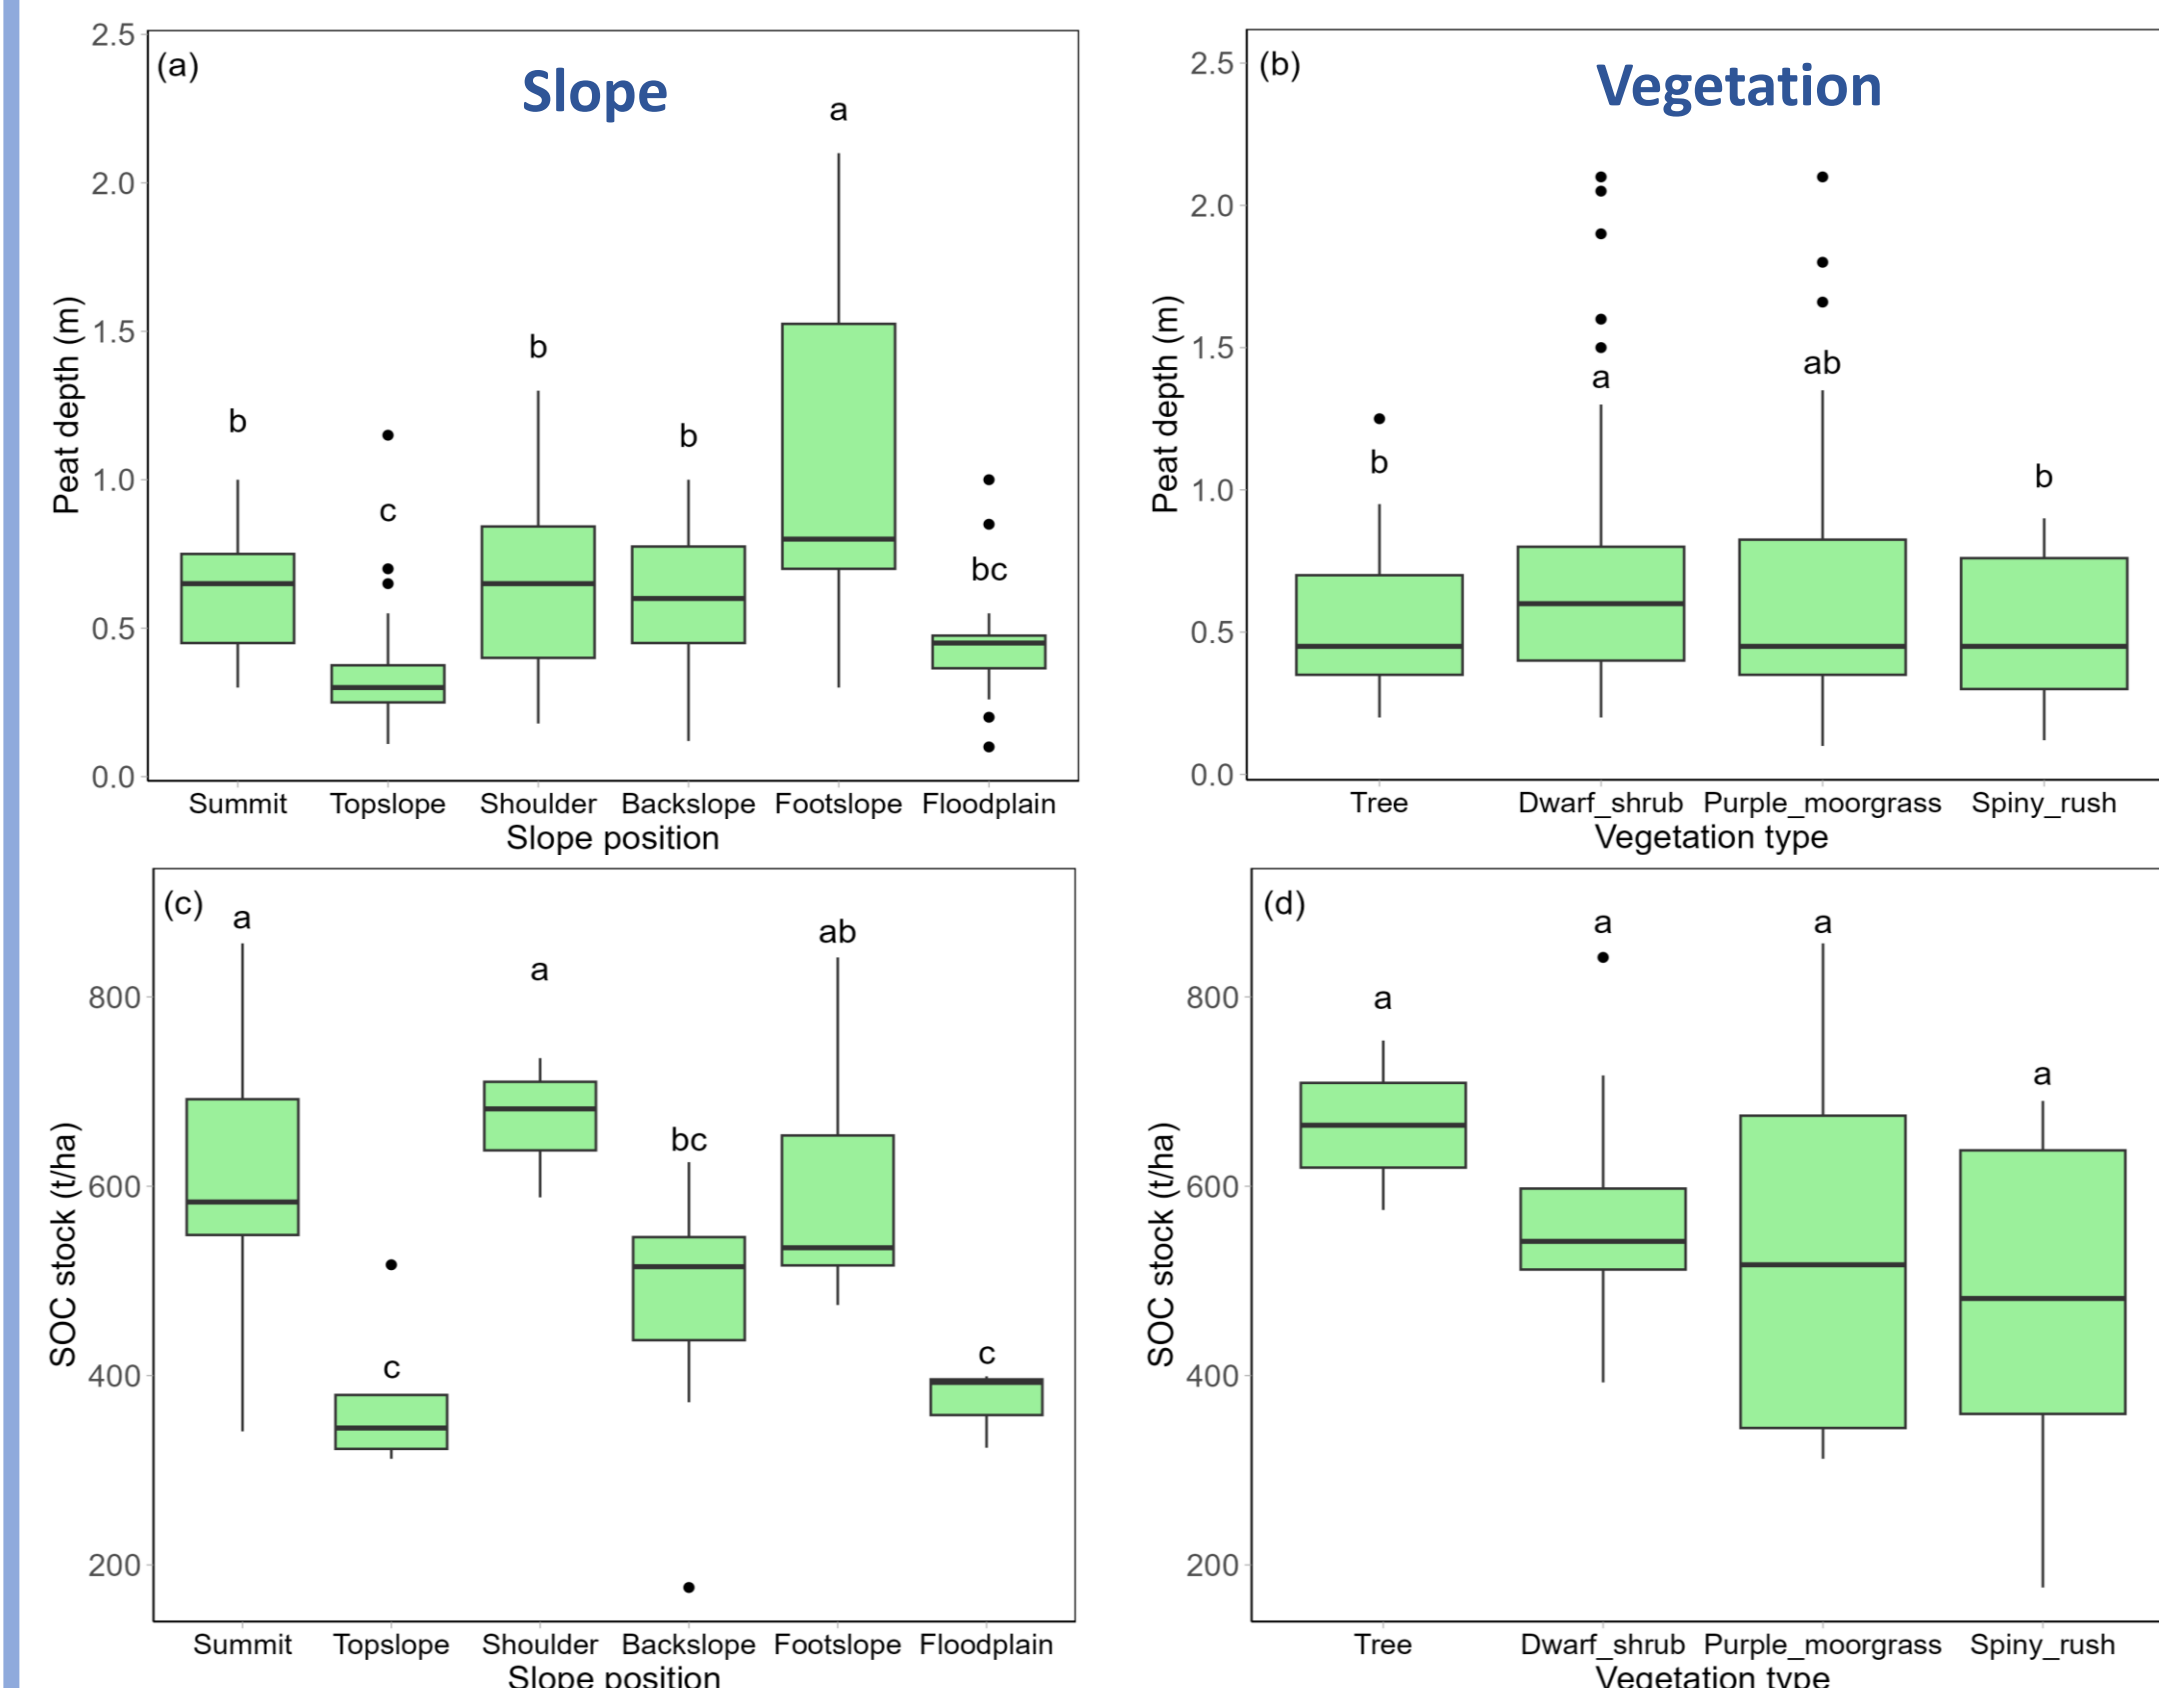 (a)
Slope
2.5
2.0
1.5
1.0
0.5
0.0
Peat depth (m)
b
c
b
b
a
bc
Summit Topslope Shoulder Backslope Footslope Floodplain
Slope position
(b)
Vegetation
2.5
2.0
1.5
1.0
0.5
0.0
Peat depth (m)
b
a
ab
b
Tree Dwarf_shrub Purple_moorgrass Spiny_rush
Vegetation type
(c)
800
600
400
200
SOC stock (t/ha)
a
c
a
bc
ab
c
Summit Topslope Shoulder Backslope Footslope Floodplain
Slope position
(d)
800
600
400
200
SOC stock (t/ha)
a
a
a
a
Tree Dwarf_shrub Purple_moorgrass Spiny_rush
Vegetation type